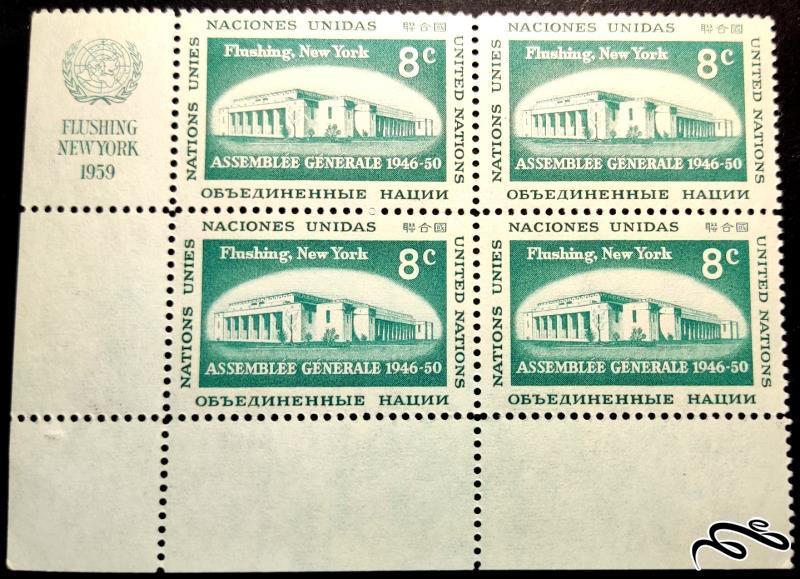 FLUSHING
NEW YORK
1959
NACIONES UNIDAS 聯合國
NATIONS UNIES
Flushing, New York 8c
ASSEMBLÉE GÉNÉRALE 1946-50
UNITED NATIONS
ОБЪЕДИНЕННЫЕ НАЦИИ
NACIONES UNIDAS 聯合國
NATIONS UNIES
Flushing, New York 8c
ASSEMBLÉE GÉNÉRALE 1946-50
UNITED NATIONS
ОБЪЕДИНЕННЫЕ НАЦИИ
NACIONES UNIDAS 聯合國
NATIONS UNIES
Flushing, New York 8c
ASSEMBLÉE GÉNÉRALE 1946-50
UNITED NATIONS
ОБЪЕДИНЕННЫЕ НАЦИИ
NACIONES UNIDAS 聯合國
NATIONS UNIES
Flushing, New York 8c
ASSEMBLÉE GÉNÉRALE 1946-50
UNITED NATIONS
ОБЪЕДИНЕННЫЕ НАЦИИ